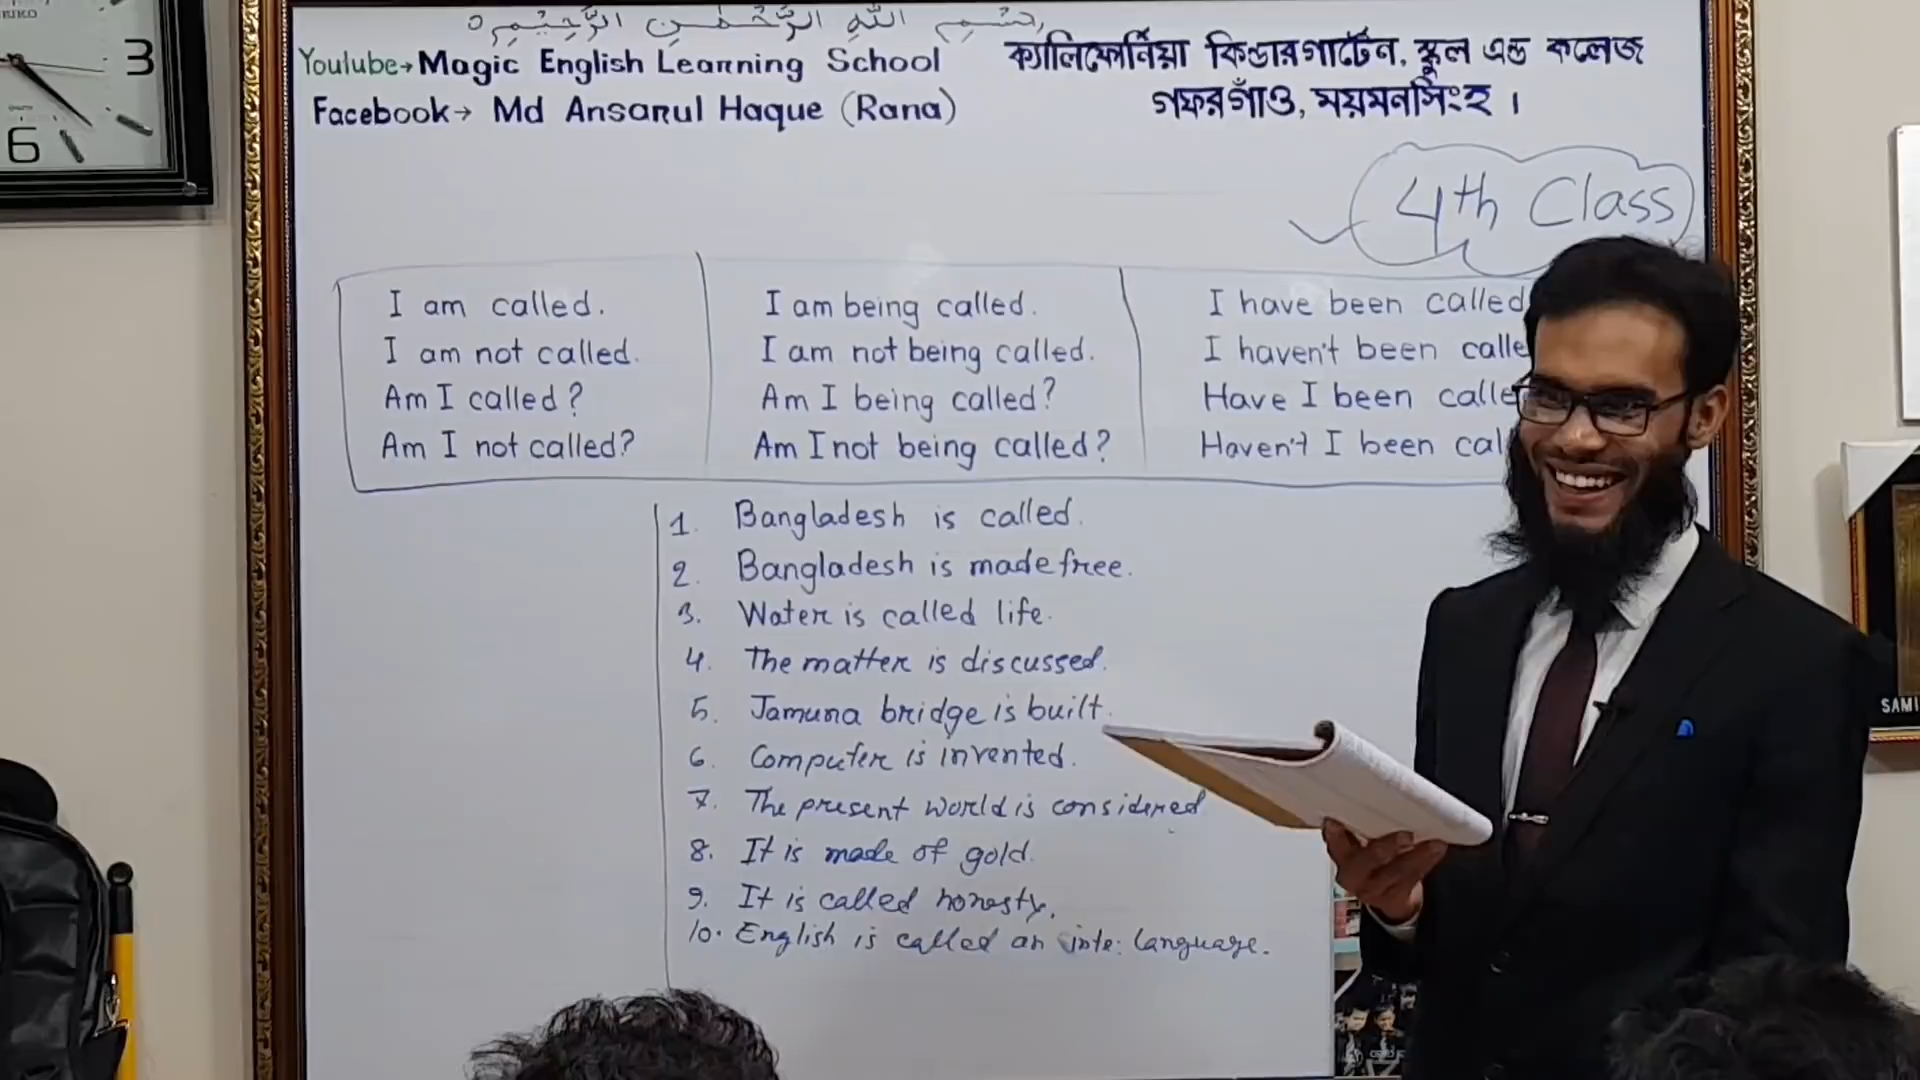 بِسْمِ اللهِ الرَّحْمٰنِ الرَّحِيْمِ
Youtube→Magic English Learning School
Facebook→ Md Ansarul Haque (Rana)
ক্যালিফোর্নিয়া কিন্ডারগার্টেন, স্কুল এন্ড কলেজ
গফরগাঁও, ময়মনসিংহ।
4th Class
I am called.
I am not called.
Am I called?
Am I not called?
I am being called.
I am not being called.
Am I being called?
Am I not being called?
I have been called
I haven't been calle
Have I been calle
Haven't I been cal
1. Bangladesh is called.
2. Bangladesh is made free.
3. Water is called life.
4. The matter is discussed.
5. Jamuna bridge is built.
6. Computer is invented.
7. The present world is considered
8. It is made of gold.
9. It is called honesty.
10. English is called an inte: language.
3
6
SAMI